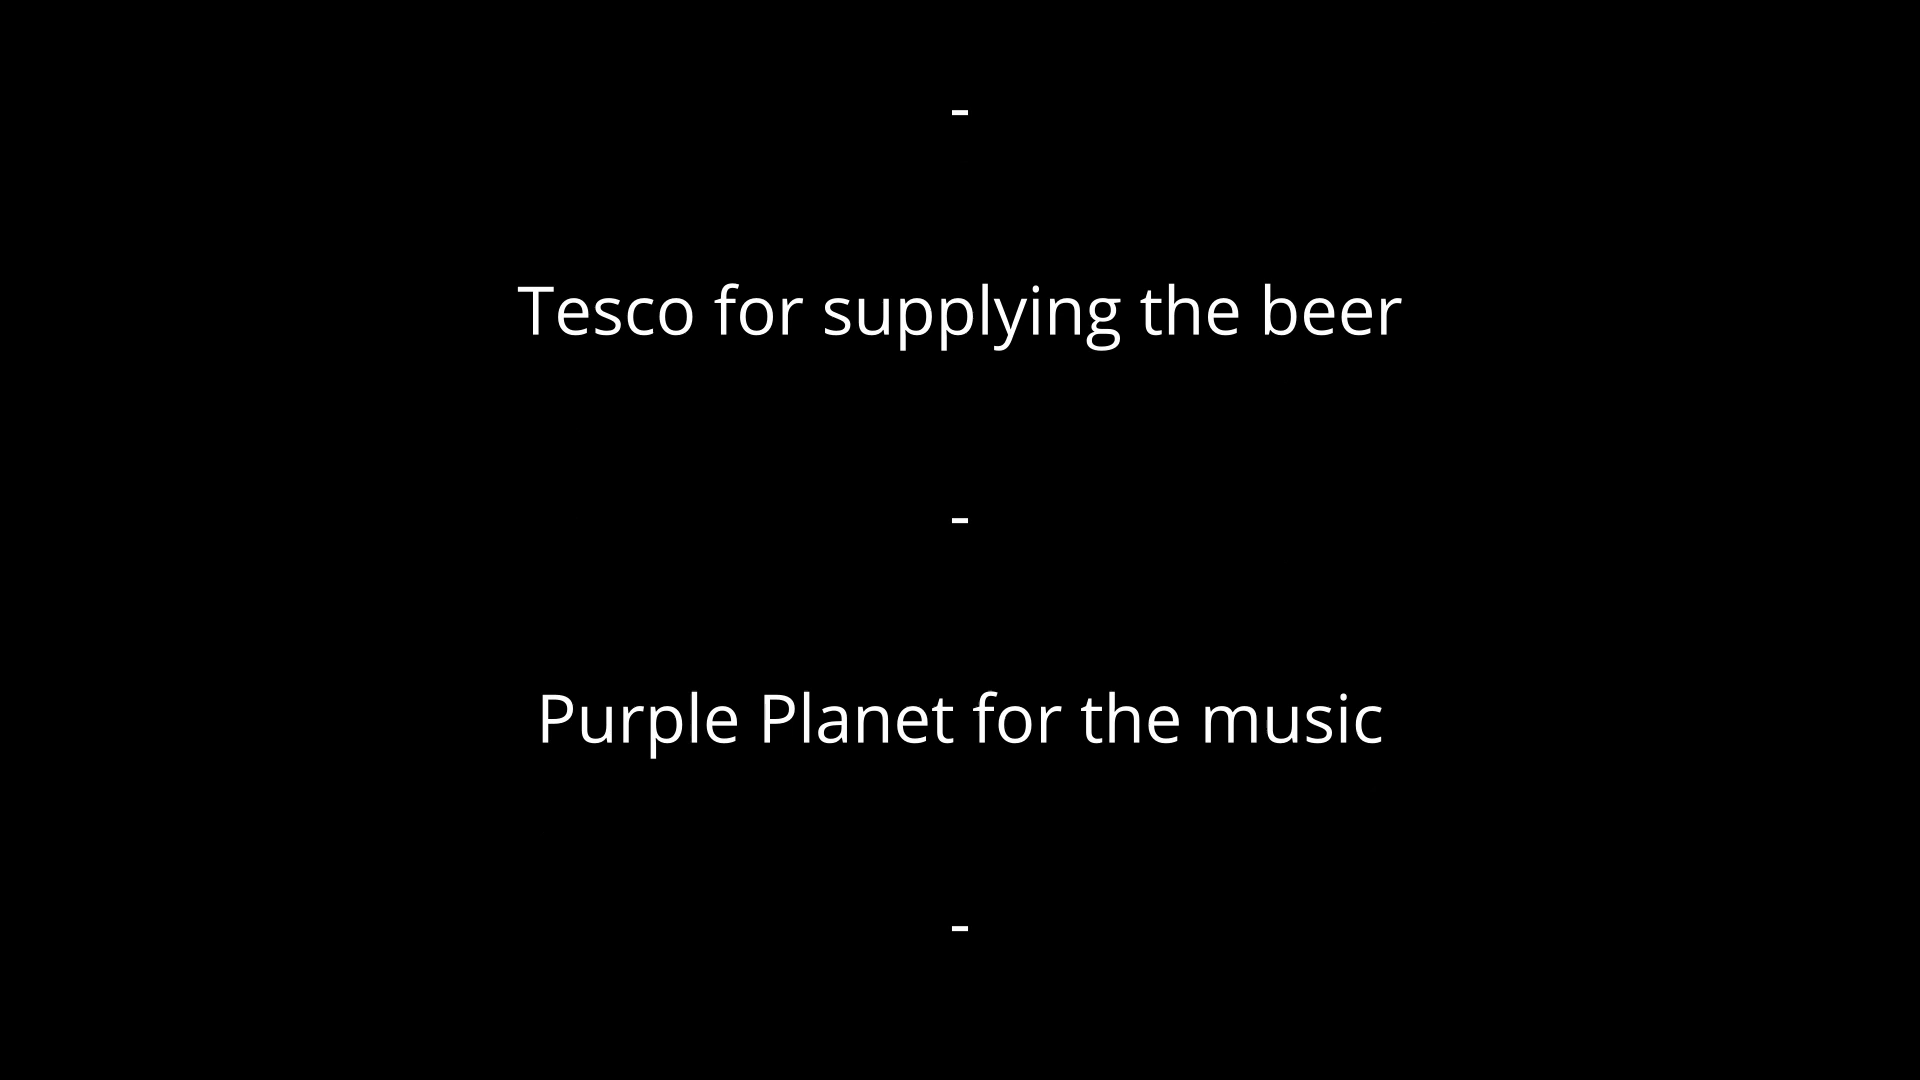 -
Tesco for supplying the beer
-
Purple Planet for the music
-